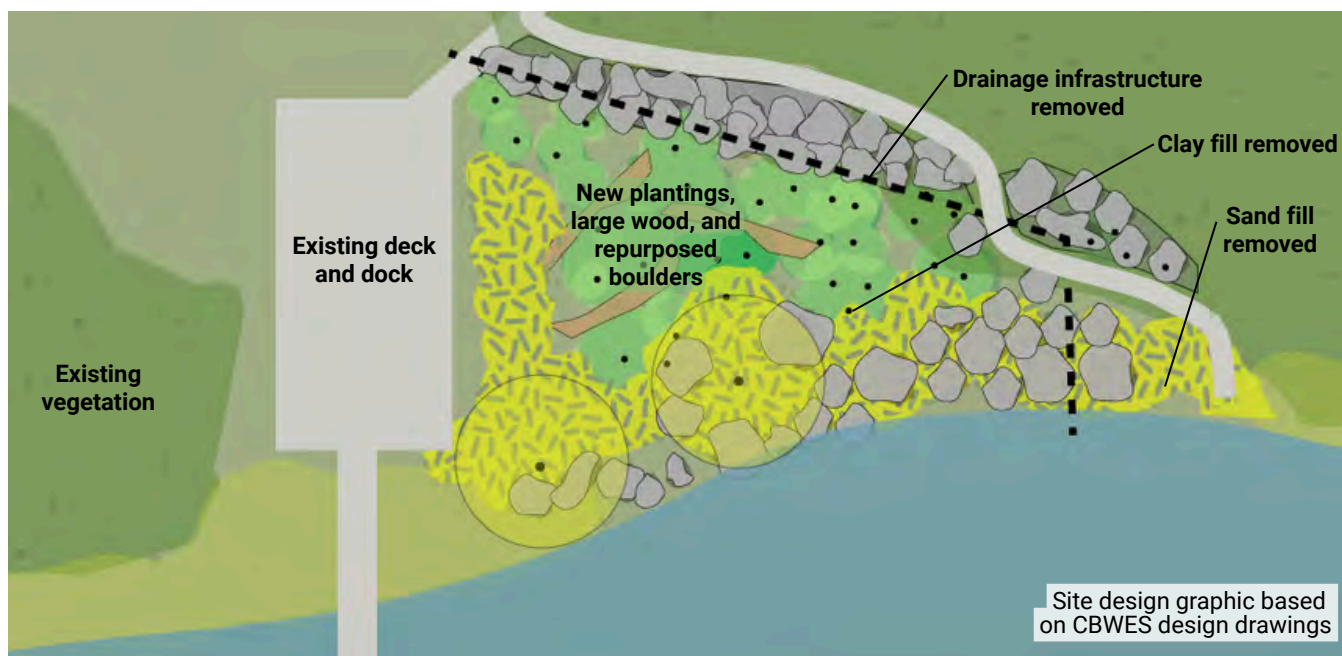 Drainage infrastructure
removed
Clay fill removed
Sand fill
removed
New plantings,
large wood, and
repurposed
boulders
Existing deck
and dock
Existing
vegetation
Site design graphic based
on CBWES design drawings